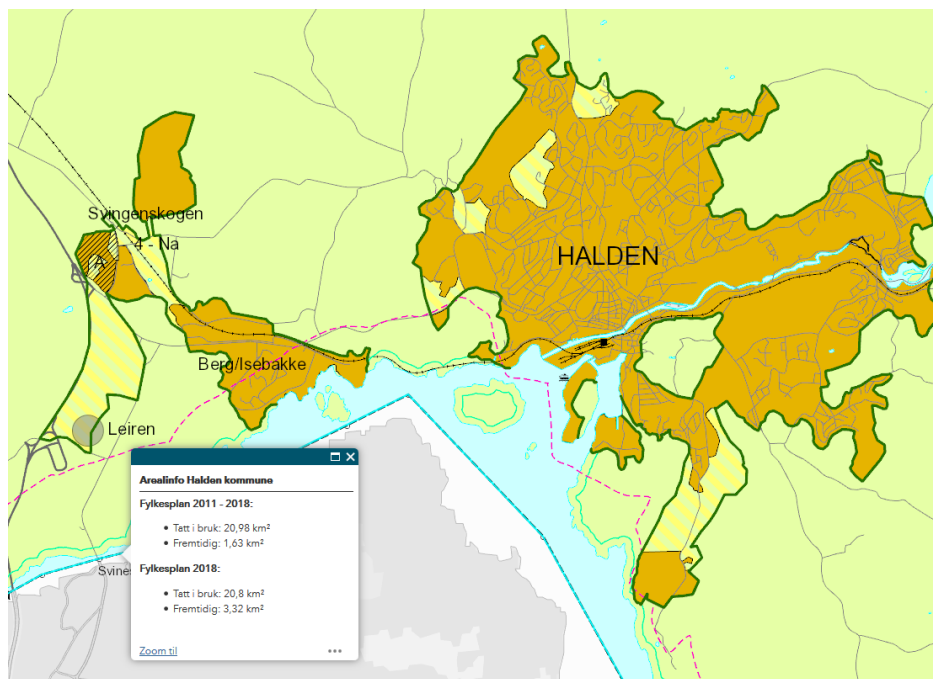 Svingenskogen
4 - Na
A
HALDEN
Berg/Isebakke
Leiren
Arealinfo Halden kommune
Fylkesplan 2011 - 2018:
• Tatt i bruk: 20,98 km²
• Fremtidig: 1,63 km²
Fylkesplan 2018:
• Tatt i bruk: 20,8 km²
• Fremtidig: 3,32 km²
Svines
Zoom til